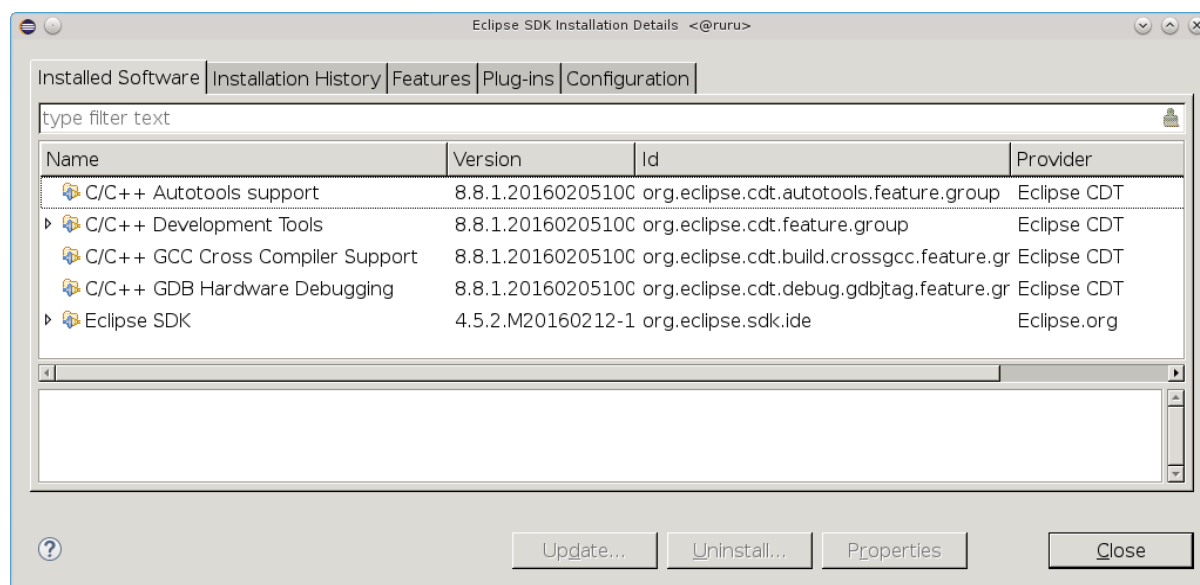 Eclipse SDK Installation Details <@ruru>
Installed Software Installation History Features Plug-ins Configuration
type filter text
Name Version Id Provider
C/C++ Autotools support 8.8.1.20160205100 org.eclipse.cdt.autotools.feature.group Eclipse CDT
C/C++ Development Tools 8.8.1.20160205100 org.eclipse.cdt.feature.group Eclipse CDT
C/C++ GCC Cross Compiler Support 8.8.1.20160205100 org.eclipse.cdt.build.crossgcc.feature.gr Eclipse CDT
C/C++ GDB Hardware Debugging 8.8.1.20160205100 org.eclipse.cdt.debug.gdbjtag.feature.gr Eclipse CDT
Eclipse SDK 4.5.2.M20160212-1 org.eclipse.sdk.ide Eclipse.org
? Update... Uninstall... Properties Close